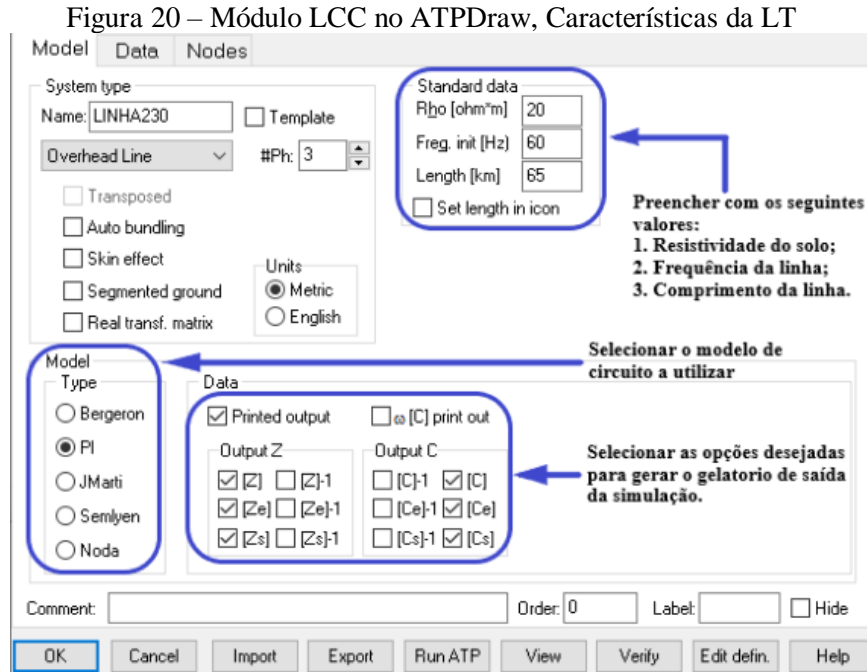 Figura 20 – Módulo LCC no ATPDraw, Características da LT
Model Data Nodes
System type
Name: LINHA230 Template
Overhead Line #Ph: 3
Transposed
Auto bundling
Skin effect
Segmented ground
Real transf. matrix
Units
Metric
English
Standard data
Rho [ohm*m] 20
Freq. init [Hz] 60
Length [km] 65
Set length in icon
Preencher com os seguintes
valores:
1. Resistividade do solo;
2. Frequência da linha;
3. Comprimento da linha.
Model
Type
Bergeron
PI
JMarti
Semlyen
Noda
Selecionar o modelo de
circuito a utilizar
Data
Printed output ω [C] print out
Output Z
[Z] [Z]-1
[Ze] [Ze]-1
[Zs] [Zs]-1
Output C
[C]-1 [C]
[Ce]-1 [Ce]
[Cs]-1 [Cs]
Selecionar as opções desejadas
para gerar o gelatorio de saída
da simulação.
Comment: Order: 0 Label: Hide
OK Cancel Import Export Run ATP View Verify Edit defin. Help